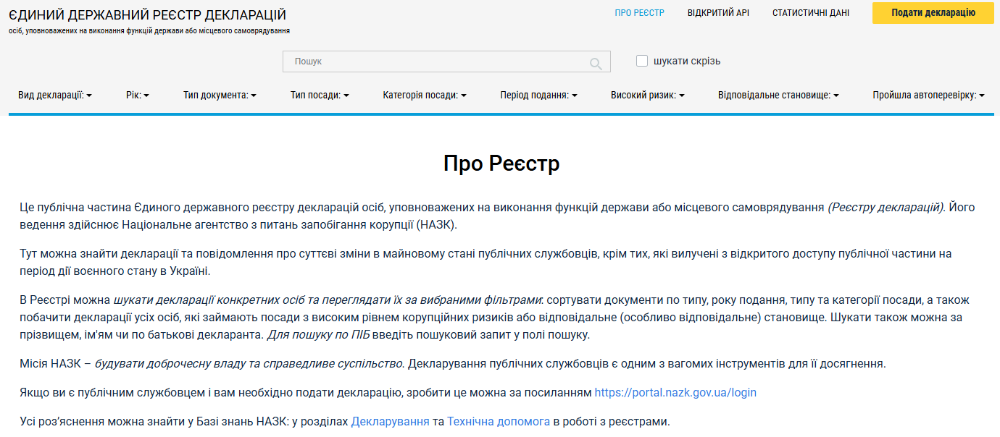 ЄДИНИЙ ДЕРЖАВНИЙ РЕЄСТР ДЕКЛАРАЦІЙ
осіб, уповноважених на виконання функцій держави або місцевого самоврядування
ПРО РЕЄСТР ВІДКРИТИЙ АРІ СТАТИСТИЧНІ ДАНІ Подати декларацію
Пошук шукати скрізь
Вид декларації: Рік: Тип документа: Тип посади: Категорія посади: Період подання: Високий ризик: Відповідальне становище: Пройшла автоперевірку:
Про Реєстр
Це публічна частина Єдиного державного реєстру декларацій осіб, уповноважених на виконання функцій держави або місцевого самоврядування (Реєстру декларацій). Його
ведення здійснює Національне агентство з питань запобігання корупції (НАЗК).
Тут можна знайти декларації та повідомлення про суттєві зміни в майновому стані публічних службовців, крім тих, які вилучені з відкритого доступу публічної частини на
період дії воєнного стану в Україні.
В Реєстрі можна шукати декларації конкретних осіб та переглядати їх за вибраними фільтрами: сортувати документи по типу, року подання, типу та категорії посади, а також
побачити декларації усіх осіб, які займають посади з високим рівнем корупційних ризиків або відповідальне (особливо відповідальне) становище. Шукати також можна за
прізвищем, ім'ям чи по батькові декларанта. Для пошуку по ПІБ введіть пошуковий запит у полі пошуку.
Місія НАЗК – будувати доброчесну владу та справедливе суспільство. Декларування публічних службовців є одним з вагомих інструментів для її досягнення.
Якщо ви є публічним службовцем і вам необхідно подати декларацію, зробити це можна за посиланням https://portal.nazk.gov.ua/login
Усі роз’яснення можна знайти у Базі знань НАЗК: у розділах Декларування та Технічна допомога в роботі з реєстрами.